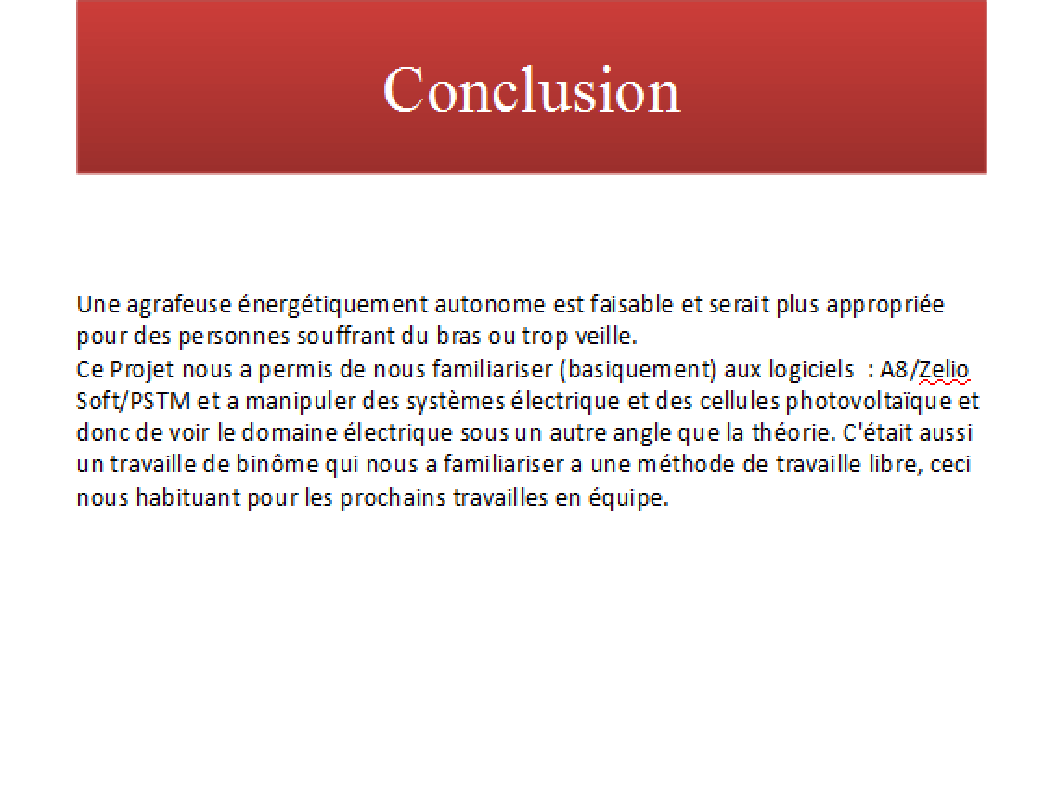 Conclusion
Une agrafeuse énergétiquement autonome est faisable et serait plus appropriée
pour des personnes souffrant du bras ou trop veille.
Ce Projet nous a permis de nous familiariser (basiquement) aux logiciels  : A8/Zelio
Soft/PSTM et a manipuler des systèmes électrique et des cellules photovoltaïque et
donc de voir le domaine électrique sous un autre angle que la théorie. C'était aussi
un travaille de binôme qui nous a familiariser a une méthode de travaille libre, ceci
nous habituant pour les prochains travailles en équipe.